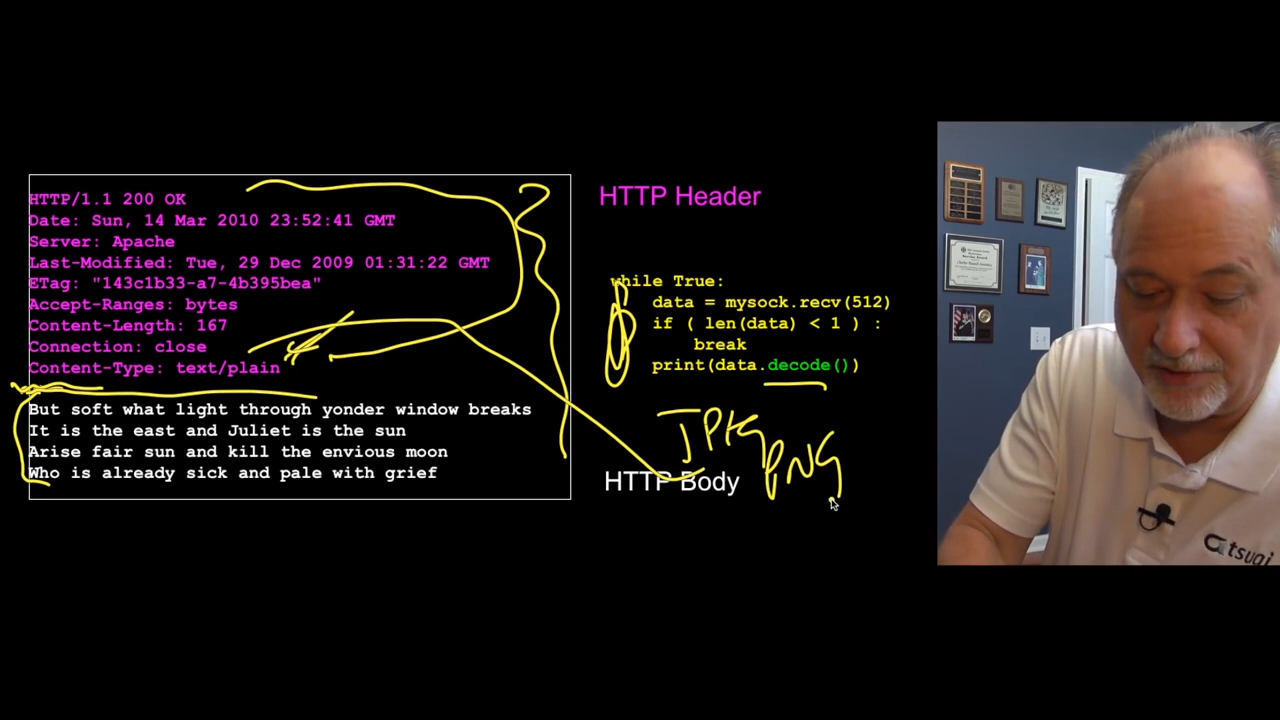 HTTP/1.1 200 OK
Date: Sun, 14 Mar 2010 23:52:41 GMT
Server: Apache
Last-Modified: Tue, 29 Dec 2009 01:31:22 GMT
ETag: "143c1b33-a7-4b395bea"
Accept-Ranges: bytes
Content-Length: 167
Connection: close
Content-Type: text/plain
But soft what light through yonder window breaks
It is the east and Juliet is the sun
Arise fair sun and kill the envious moon
Who is already sick and pale with grief
HTTP Header
while True:
data = mysock.recv(512)
if ( len(data) < 1 ) :
break
print(data.decode())
JPEG
PNG
HTTP Body
tsugi